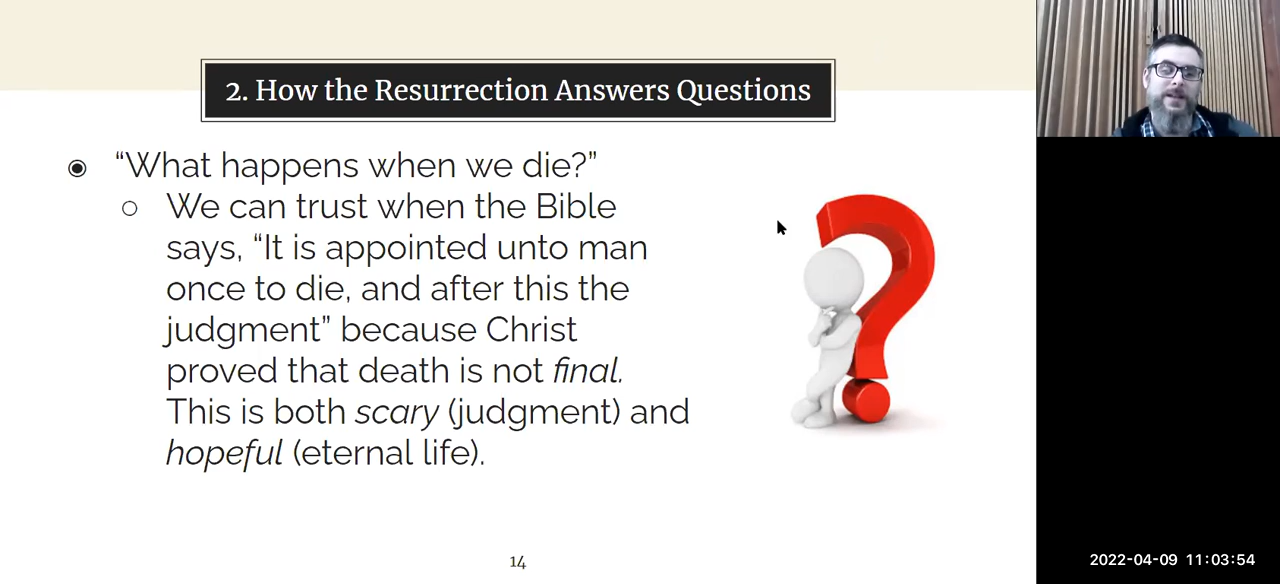 2. How the Resurrection Answers Questions
“What happens when we die?”
We can trust when the Bible
says, “It is appointed unto man
once to die, and after this the
judgment” because Christ
proved that death is not final.
This is both scary (judgment) and
hopeful (eternal life).
14
2022-04-09 11:03:54